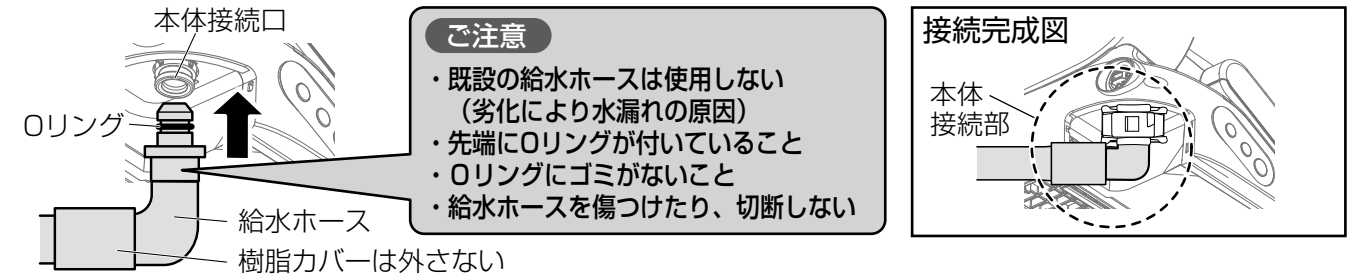 本体接続口
Oリング
給水ホース
樹脂カバーは外さない
ご注意
・既設の給水ホースは使用しない
（劣化により水漏れの原因）
・先端にOリングが付いていること
・Oリングにゴミがないこと
・給水ホースを傷つけたり、切断しない
接続完成図
本体
接続部